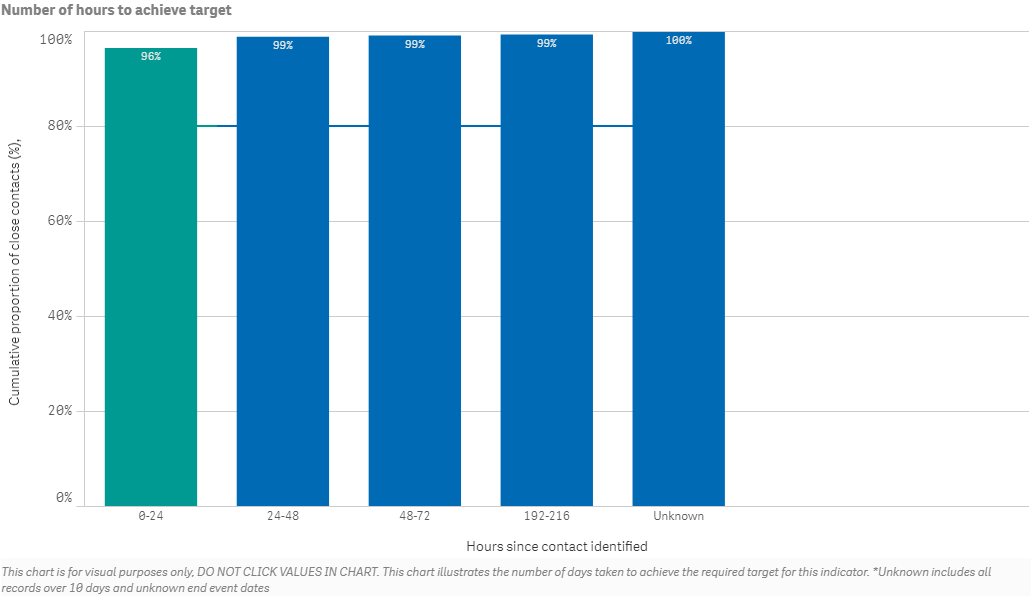 Number of hours to achieve target
100%
80%
60%
40%
20%
0%
Cumulative proportion of close contacts (%),
96%
99%
99%
99%
100%
0-24
24-48
48-72
192-216
Unknown
Hours since contact identified
This chart is for visual purposes only, DO NOT CLICK VALUES IN CHART. This chart illustrates the number of days taken to achieve the required target for this indicator. *Unknown includes all
records over 10 days and unknown end event dates